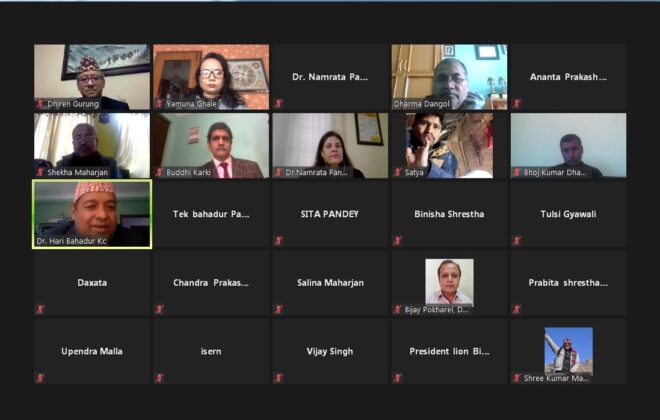 Dhiren Gurung
Yamuna Ghale
Dr. Namrata Pa...
Dharma Dangol
Ananta Prakash...
Shekha Maharjan
Buddhi Karki
Dr.Namrata Pan...
Satya
Bhoj Kumar Dha...
Dr. Hari Bahadur Kc
Tek bahadur Pa...
SITA PANDEY
Binisha Shrestha
Tulsi Gyawali
Daxata
Chandra Prakas...
Salina Maharjan
Bijay Pokharel, D...
Prabita shrestha...
Upendra Malla
isern
Vijay Singh
President lion Bi...
Shree Kumar Ma...